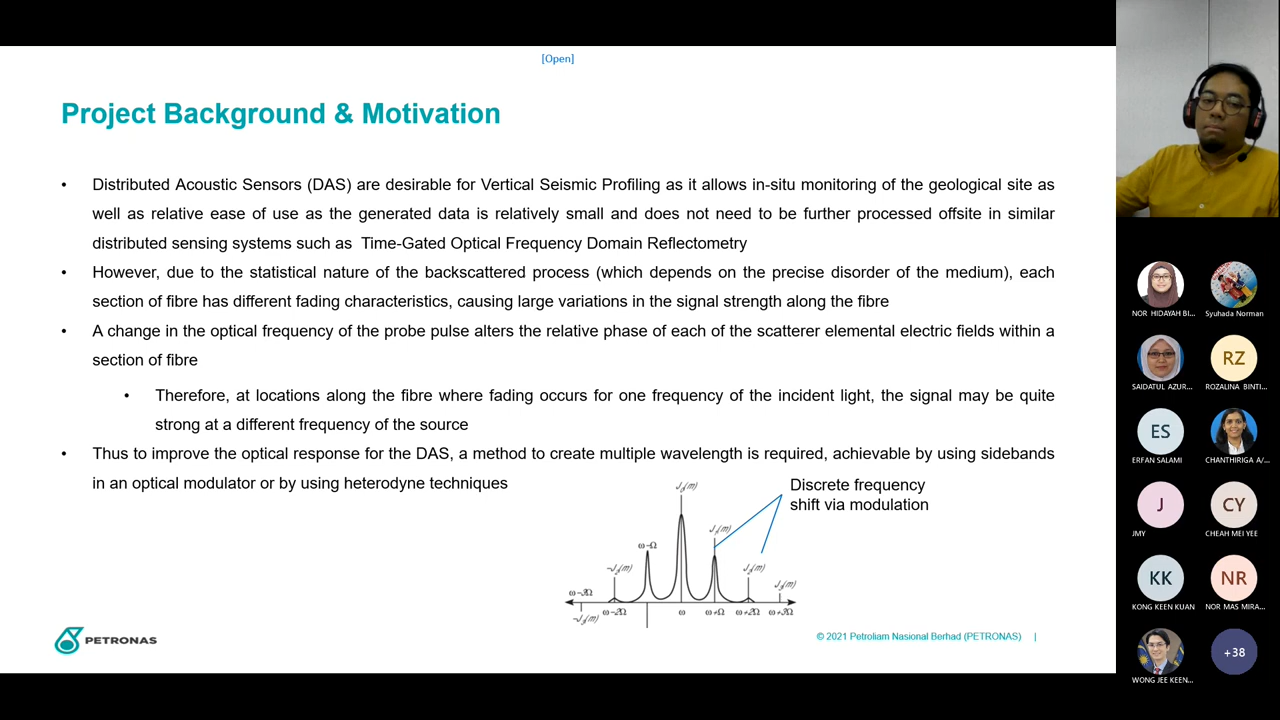 [Open]
Project Background & Motivation
• Distributed Acoustic Sensors (DAS) are desirable for Vertical Seismic Profiling as it allows in-situ monitoring of the geological site as
well as relative ease of use as the generated data is relatively small and does not need to be further processed offsite in similar
distributed sensing systems such as Time-Gated Optical Frequency Domain Reflectometry
• However, due to the statistical nature of the backscattered process (which depends on the precise disorder of the medium), each
section of fibre has different fading characteristics, causing large variations in the signal strength along the fibre
• A change in the optical frequency of the probe pulse alters the relative phase of each of the scatterer elemental electric fields within a
section of fibre
• Therefore, at locations along the fibre where fading occurs for one frequency of the incident light, the signal may be quite
strong at a different frequency of the source
• Thus to improve the optical response for the DAS, a method to create multiple wavelength is required, achievable by using sidebands
in an optical modulator or by using heterodyne techniques
Discrete frequency
shift via modulation
J₁(m)
−J₂(m)
J₂(m)
J₃(m)
−J₃(m)
ω−Ω
ω−3Ω
ω−2Ω
ω
ω+Ω
ω+2Ω
ω+3Ω
PETRONAS
© 2021 Petroliam Nasional Berhad (PETRONAS) |
NOR HIDAYAH BI...
Syuhada Norman
SAIDATUL AZUR...
RZ
ROZALINA BINTI...
ES
ERFAN SALAMI
CHANTHIRIGA A/...
J
JMY
CY
CHEAH MEI YEE
KK
KONG KEEN KUAN
NR
NOR MAS MIRA...
WONG JEE KEEN...
+38